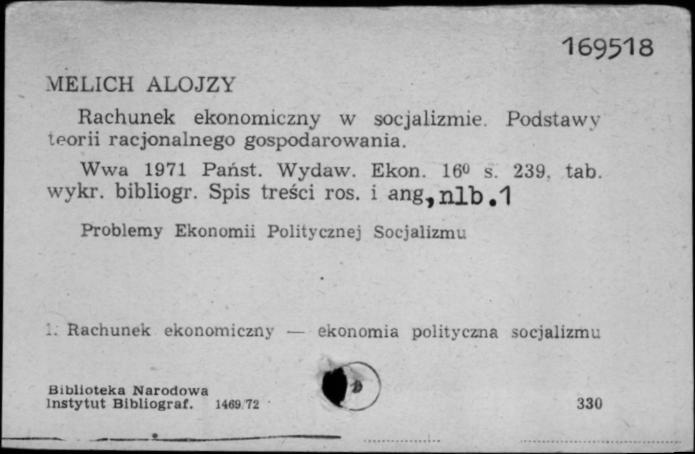 169518
MELICH ALOJZY
Rachunek ekonomiczny w socjalizmie. Podstawy
teorii racjonalnego gospodarowania.
Wwa 1971 Państ. Wydaw. Ekon. 16⁰ s. 239, tab.
wykr. bibliogr. Spis treści ros. i ang, nlb.1
Problemy Ekonomii Politycznej Socjalizmu
1. Rachunek ekonomiczny — ekonomia polityczna socjalizmu
Biblioteka Narodowa
Instytut Bibliograf. 1469/72 330